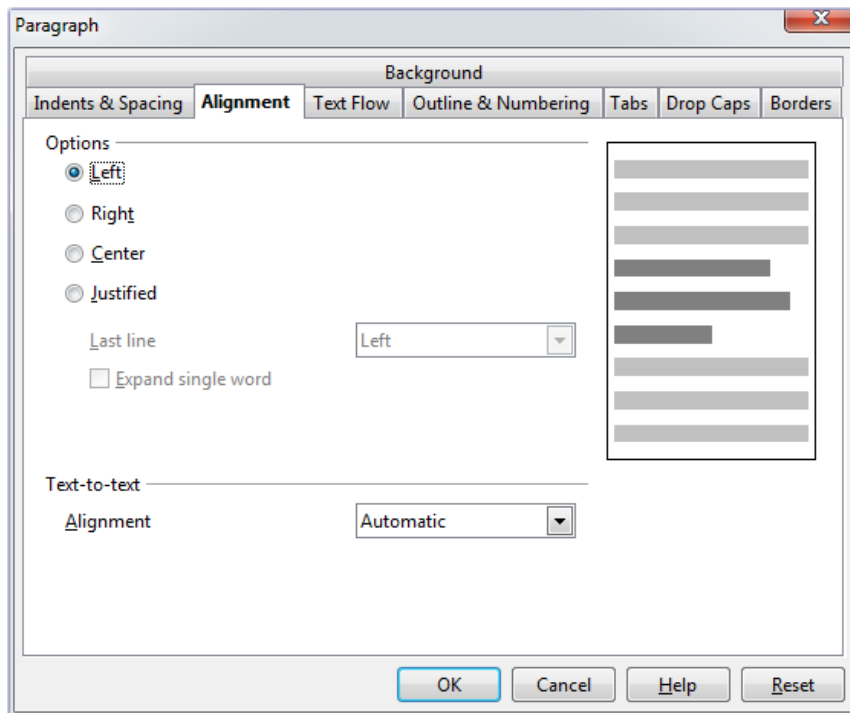 Paragraph
Background
Indents & Spacing Alignment Text Flow Outline & Numbering Tabs Drop Caps Borders
Options
Left
Right
Center
Justified
Last line Left
Expand single word
Text-to-text
Alignment Automatic
OK Cancel Help Reset